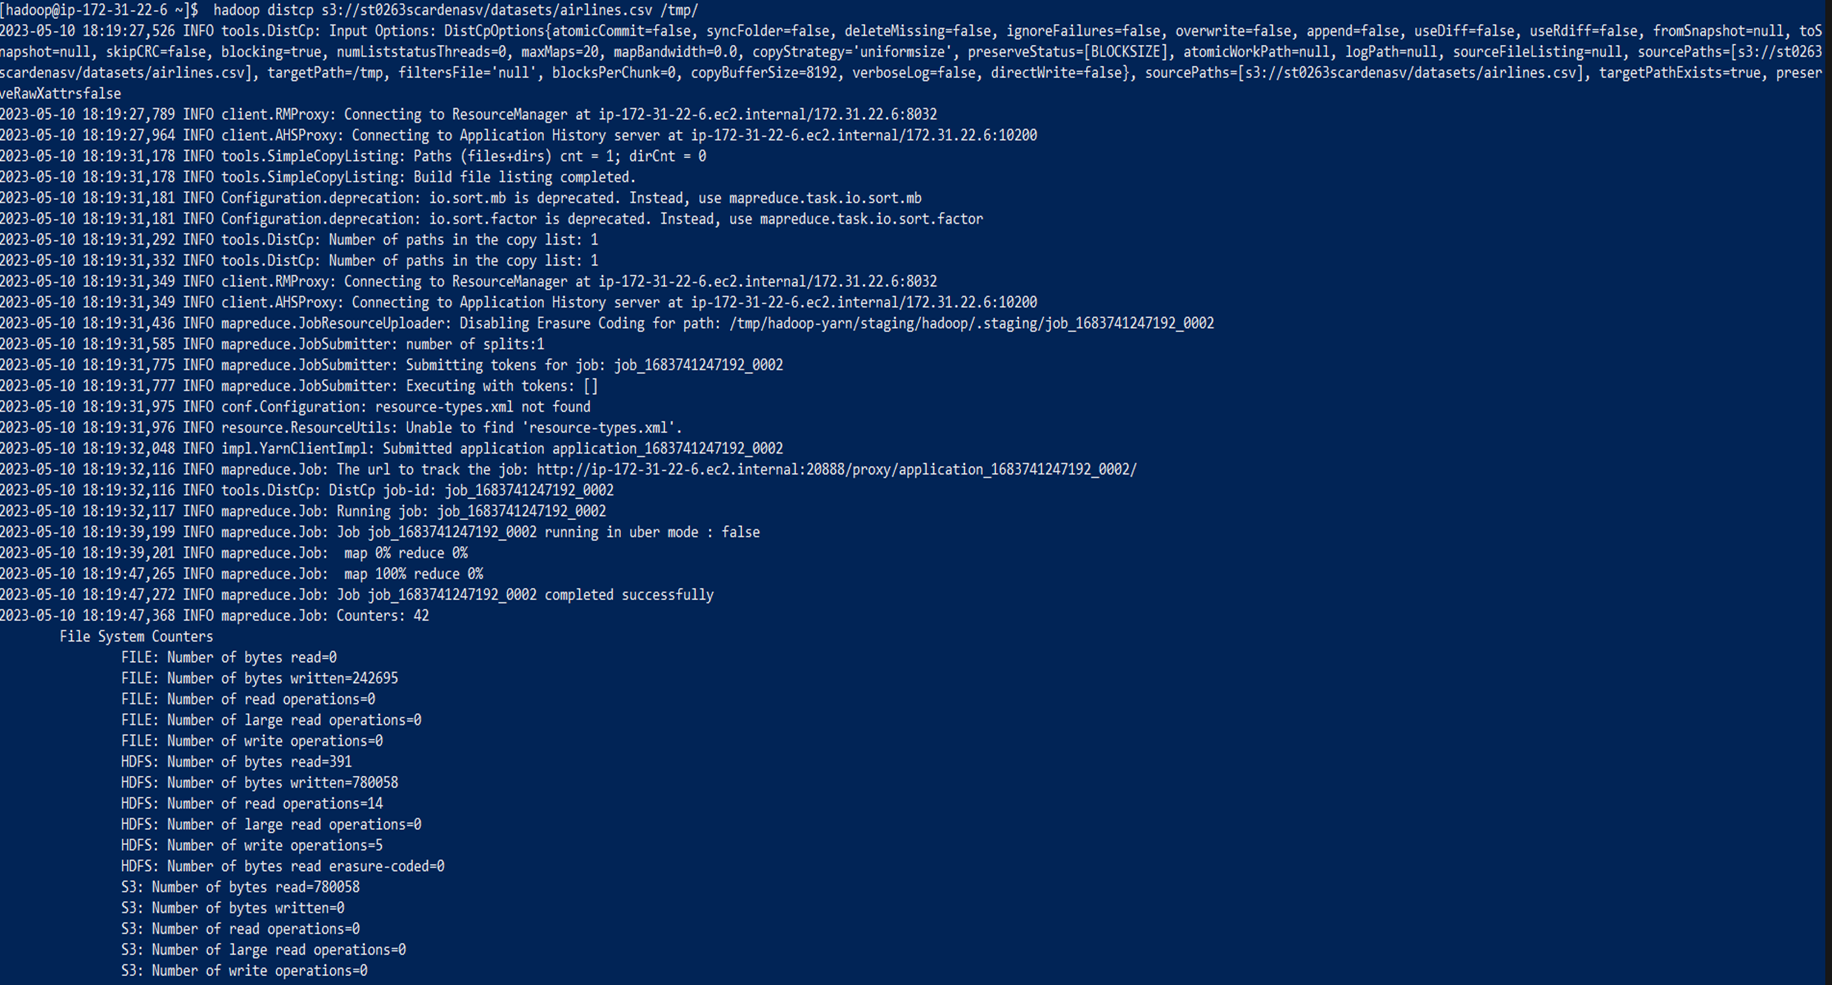 [hadoop@ip-172-31-22-6 ~]$  hadoop distcp s3://st0263scardenasv/datasets/airlines.csv /tmp/
2023-05-10 18:19:27,526 INFO tools.DistCp: Input Options: DistCpOptions{atomicCommit=false, syncFolder=false, deleteMissing=false, ignoreFailures=false, overwrite=false, append=false, useDiff=false, useRdiff=false, fromSnapshot=null, toS
napshot=null, skipCRC=false, blocking=true, numListstatusThreads=0, maxMaps=20, mapBandwidth=0.0, copyStrategy='uniformsize', preserveStatus=[BLOCKSIZE], atomicWorkPath=null, logPath=null, sourceFileListing=null, sourcePaths=[s3://st0263
scardenasv/datasets/airlines.csv], targetPath=/tmp, filtersFile='null', blocksPerChunk=0, copyBufferSize=8192, verboseLog=false, directWrite=false}, sourcePaths=[s3://st0263scardenasv/datasets/airlines.csv], targetPathExists=true, preser
veRawXattrsfalse
2023-05-10 18:19:27,789 INFO client.RMProxy: Connecting to ResourceManager at ip-172-31-22-6.ec2.internal/172.31.22.6:8032
2023-05-10 18:19:27,964 INFO client.AHSProxy: Connecting to Application History server at ip-172-31-22-6.ec2.internal/172.31.22.6:10200
2023-05-10 18:19:31,178 INFO tools.SimpleCopyListing: Paths (files+dirs) cnt = 1; dirCnt = 0
2023-05-10 18:19:31,178 INFO tools.SimpleCopyListing: Build file listing completed.
2023-05-10 18:19:31,181 INFO Configuration.deprecation: io.sort.mb is deprecated. Instead, use mapreduce.task.io.sort.mb
2023-05-10 18:19:31,181 INFO Configuration.deprecation: io.sort.factor is deprecated. Instead, use mapreduce.task.io.sort.factor
2023-05-10 18:19:31,292 INFO tools.DistCp: Number of paths in the copy list: 1
2023-05-10 18:19:31,332 INFO tools.DistCp: Number of paths in the copy list: 1
2023-05-10 18:19:31,349 INFO client.RMProxy: Connecting to ResourceManager at ip-172-31-22-6.ec2.internal/172.31.22.6:8032
2023-05-10 18:19:31,349 INFO client.AHSProxy: Connecting to Application History server at ip-172-31-22-6.ec2.internal/172.31.22.6:10200
2023-05-10 18:19:31,436 INFO mapreduce.JobResourceUploader: Disabling Erasure Coding for path: /tmp/hadoop-yarn/staging/hadoop/.staging/job_1683741247192_0002
2023-05-10 18:19:31,585 INFO mapreduce.JobSubmitter: number of splits:1
2023-05-10 18:19:31,775 INFO mapreduce.JobSubmitter: Submitting tokens for job: job_1683741247192_0002
2023-05-10 18:19:31,777 INFO mapreduce.JobSubmitter: Executing with tokens: []
2023-05-10 18:19:31,975 INFO conf.Configuration: resource-types.xml not found
2023-05-10 18:19:31,976 INFO resource.ResourceUtils: Unable to find 'resource-types.xml'.
2023-05-10 18:19:32,048 INFO impl.YarnClientImpl: Submitted application application_1683741247192_0002
2023-05-10 18:19:32,116 INFO mapreduce.Job: The url to track the job: http://ip-172-31-22-6.ec2.internal:20888/proxy/application_1683741247192_0002/
2023-05-10 18:19:32,116 INFO tools.DistCp: DistCp job-id: job_1683741247192_0002
2023-05-10 18:19:32,117 INFO mapreduce.Job: Running job: job_1683741247192_0002
2023-05-10 18:19:39,199 INFO mapreduce.Job: Job job_1683741247192_0002 running in uber mode : false
2023-05-10 18:19:39,201 INFO mapreduce.Job:  map 0% reduce 0%
2023-05-10 18:19:47,265 INFO mapreduce.Job:  map 100% reduce 0%
2023-05-10 18:19:47,272 INFO mapreduce.Job: Job job_1683741247192_0002 completed successfully
2023-05-10 18:19:47,368 INFO mapreduce.Job: Counters: 42
File System Counters
FILE: Number of bytes read=0
FILE: Number of bytes written=242695
FILE: Number of read operations=0
FILE: Number of large read operations=0
FILE: Number of write operations=0
HDFS: Number of bytes read=391
HDFS: Number of bytes written=780058
HDFS: Number of read operations=14
HDFS: Number of large read operations=0
HDFS: Number of write operations=5
HDFS: Number of bytes read erasure-coded=0
S3: Number of bytes read=780058
S3: Number of bytes written=0
S3: Number of read operations=0
S3: Number of large read operations=0
S3: Number of write operations=0